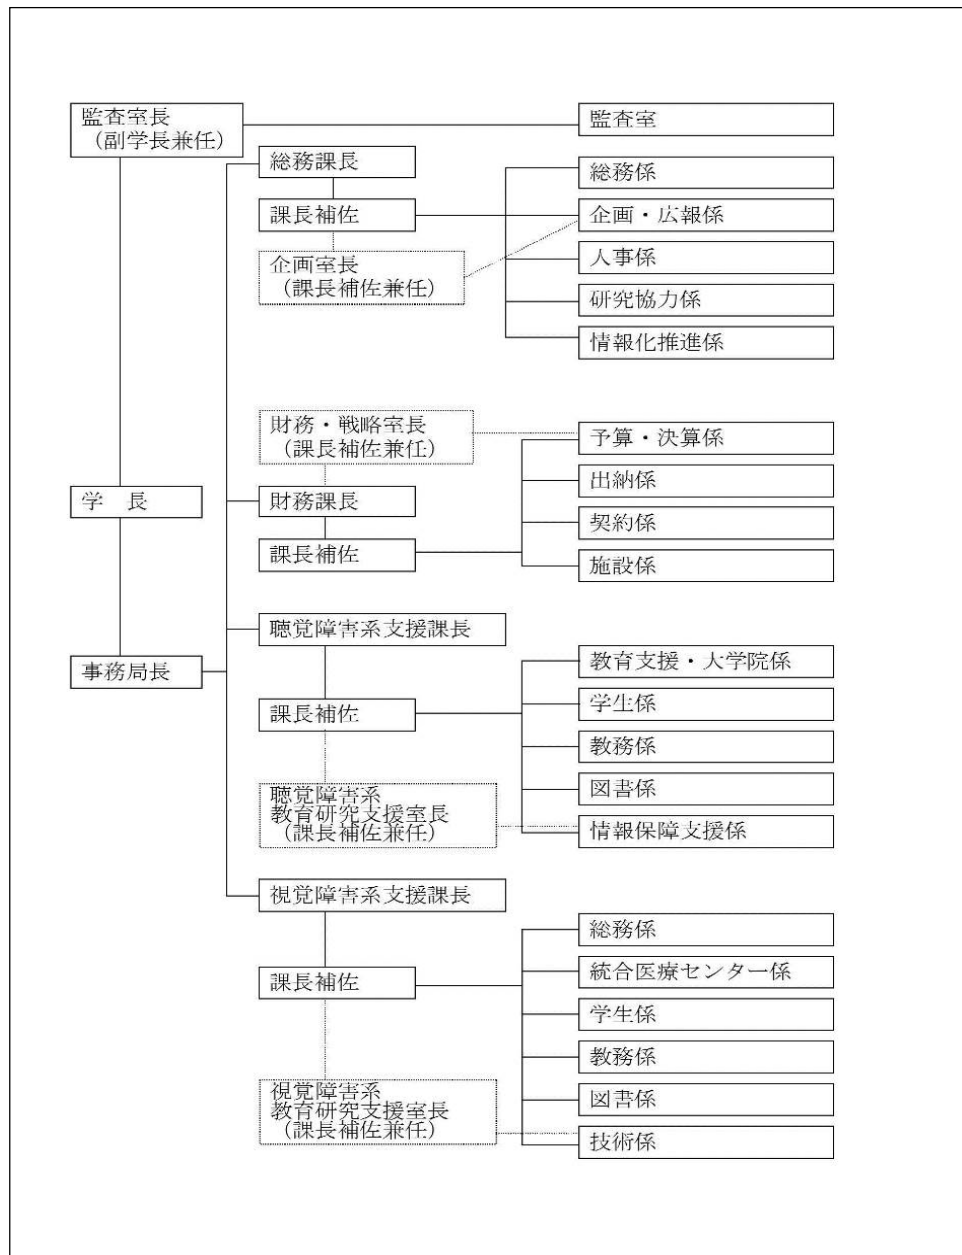 監査室長
（副学長兼任）
監査室
総務課長
課長補佐
企画室長
（課長補佐兼任）
総務係
企画・広報係
人事係
研究協力係
情報化推進係
財務・戦略室長
（課長補佐兼任）
学　長
財務課長
課長補佐
予算・決算係
出納係
契約係
施設係
聴覚障害系支援課長
事務局長
課長補佐
聴覚障害系
教育研究支援室長
（課長補佐兼任）
教育支援・大学院係
学生係
教務係
図書係
情報保障支援係
視覚障害系支援課長
課長補佐
視覚障害系
教育研究支援室長
（課長補佐兼任）
総務係
統合医療センター係
学生係
教務係
図書係
技術係